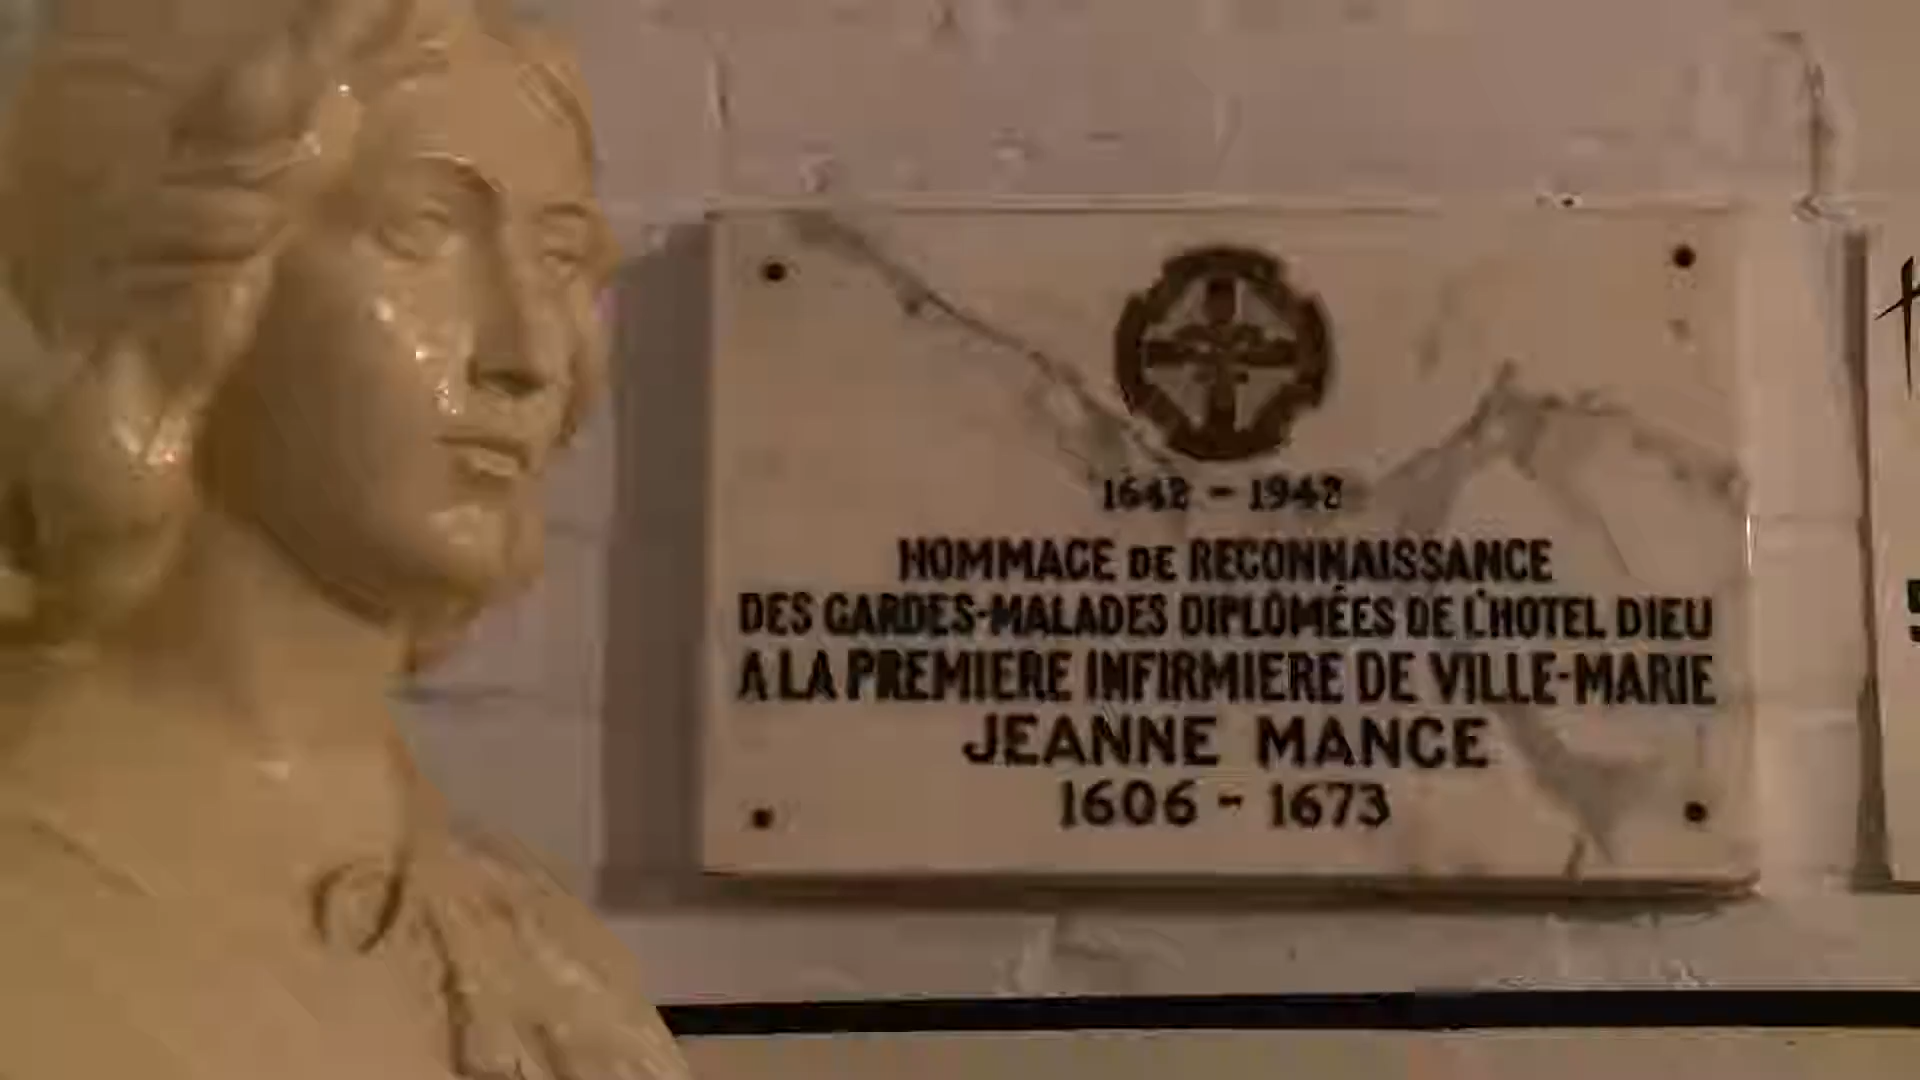 1642 - 1942
HOMMAGE DE RECONNAISSANCE
DES GARDES-MALADES DIPLÔMÉES DE L'HOTEL DIEU
A LA PREMIERE INFIRMIERE DE VILLE-MARIE
JEANNE MANCE
1606 - 1673